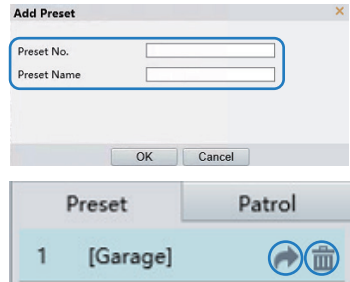 Add Preset
Preset No.
Preset Name
OK Cancel
Preset Patrol
1 [Garage]